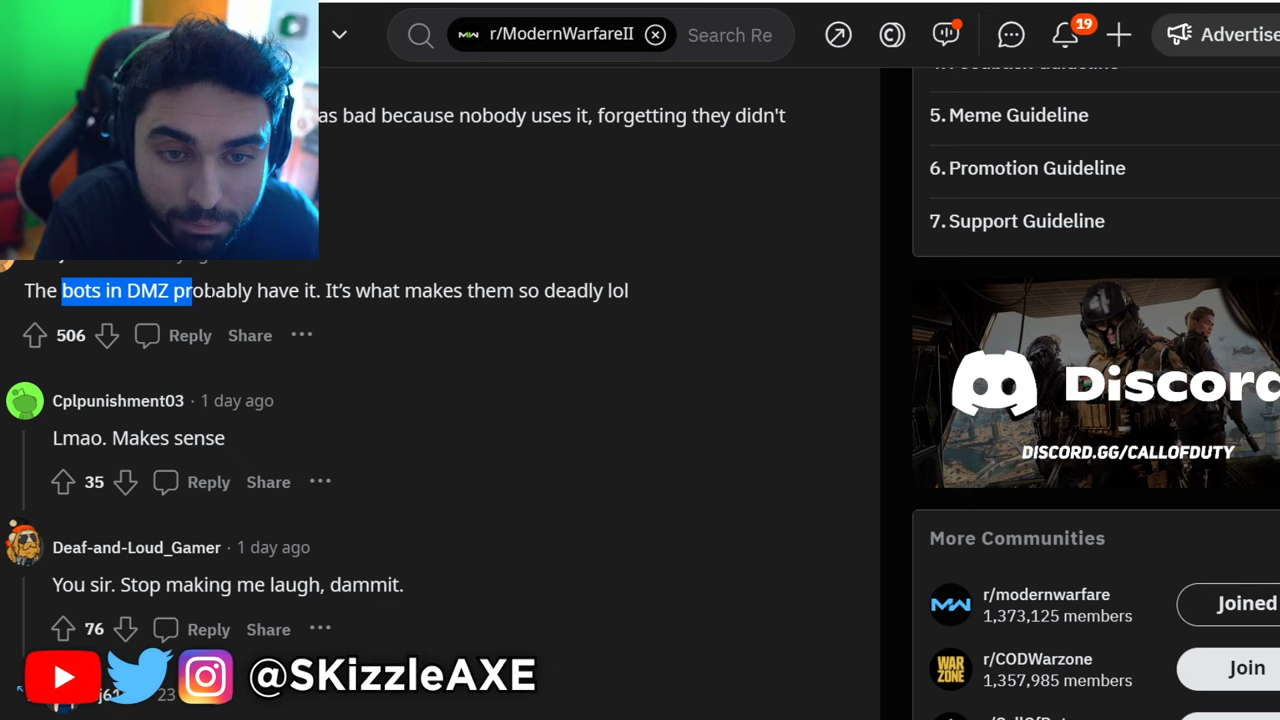 r/ModernWarfareII
Search Re
19
Advertise
as bad because nobody uses it, forgetting they didn't
5. Meme Guideline
6. Promotion Guideline
7. Support Guideline
The bots in DMZ probably have it. It's what makes them so deadly lol
506 Reply Share
Cplpunishment03 · 1 day ago
Lmao. Makes sense
35 Reply Share
Deaf-and-Loud_Gamer · 1 day ago
You sir. Stop making me laugh, dammit.
76 Reply Share
Discord
DISCORD.GG/CALLOFDUTY
More Communities
r/modernwarfare
1,373,125 members
Joined
r/CODWarzone
1,357,985 members
Join
WAR
ZONE
@SKizzleAXE
23